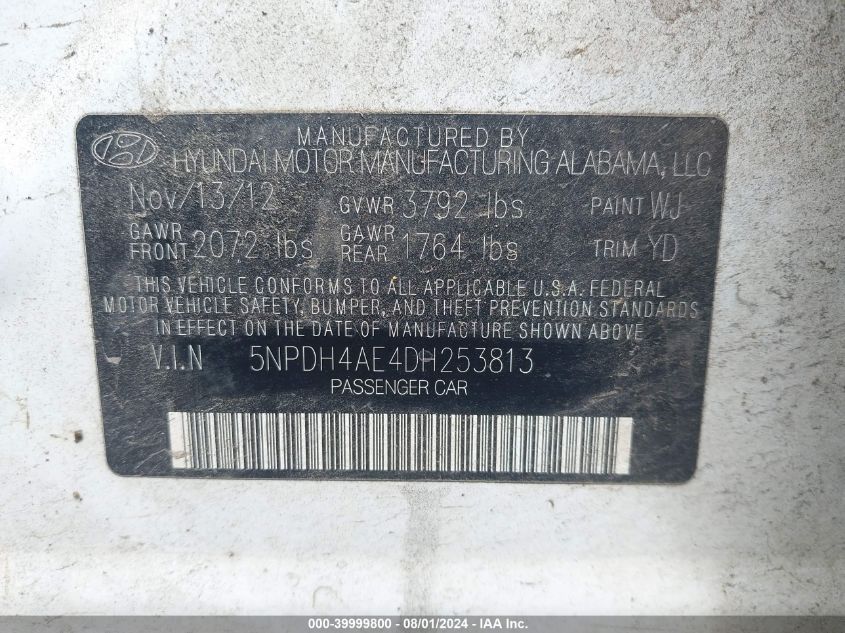 MANUFACTURED BY
HYUNDAI MOTOR MANUFACTURING ALABAMA, LLC
Nov/13/12 GVWR 3792 lbs PAINT WJ
GAWR FRONT 2072 lbs GAWR REAR 1764 lbs TRIM YD
THIS VEHICLE CONFORMS TO ALL APPLICABLE U.S.A. FEDERAL
MOTOR VEHICLE SAFETY, BUMPER, AND THEFT PREVENTION STANDARDS
IN EFFECT ON THE DATE OF MANUFACTURE SHOWN ABOVE
V.I.N 5NPDH4AE4DH253813
PASSENGER CAR
000-39999800 - 08/01/2024 - IAA Inc.